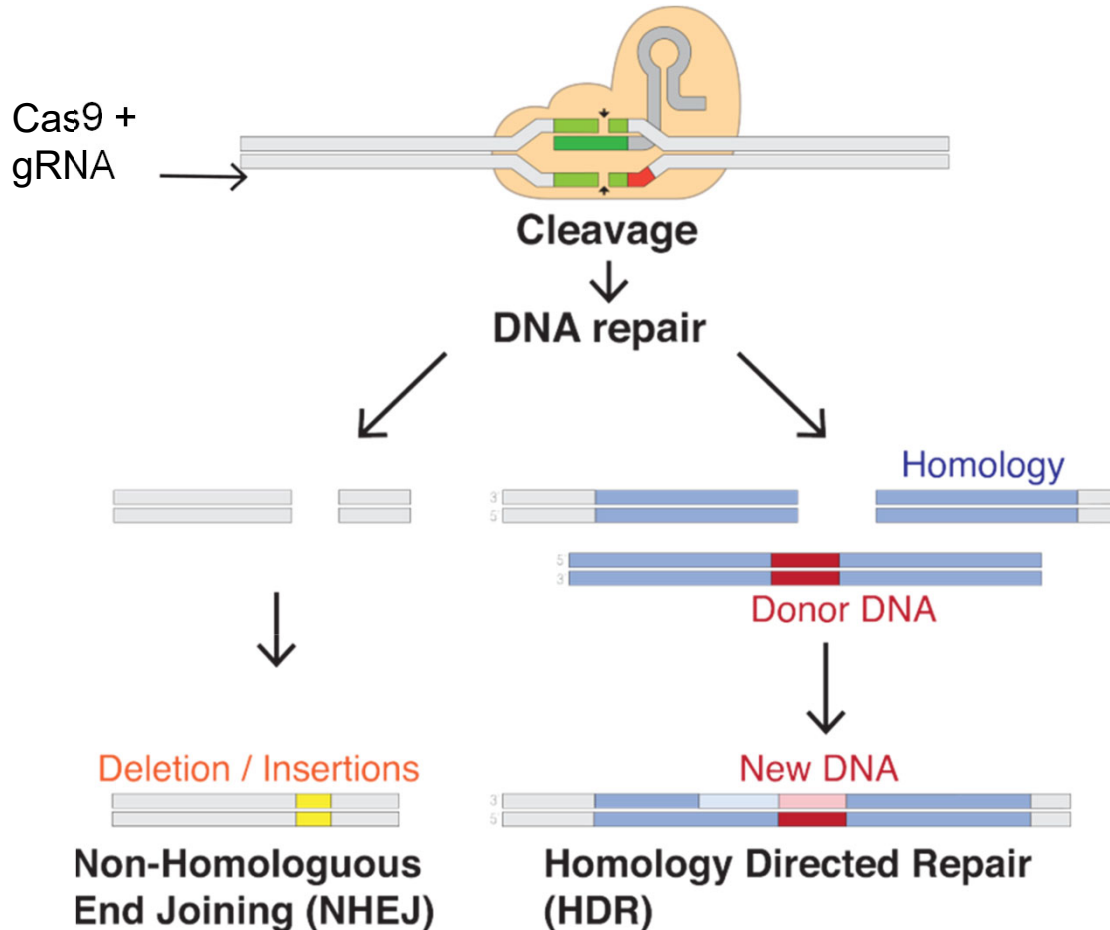 Cas9 +
gRNA
Cleavage
DNA repair
Homology
3'
5'
5'
3'
Donor DNA
Deletion / Insertions
New DNA
3'
5'
Non-Homologuous
End Joining (NHEJ)
Homology Directed Repair
(HDR)